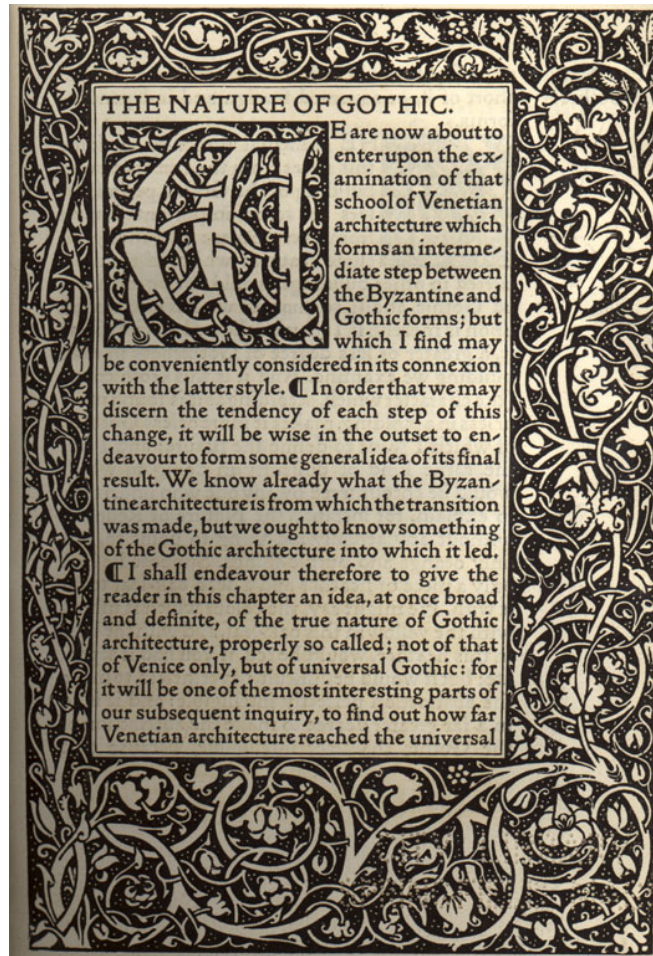 THE NATURE OF GOTHIC.
WE are now about to
enter upon the ex-
amination of that
school of Venetian
architecture which
forms an interme-
diate step between
the Byzantine and
Gothic forms; but
which I find may
be conveniently considered in its connexion
with the latter style. ❡ In order that we may
discern the tendency of each step of this
change, it will be wise in the outset to en-
deavour to form some general idea of its final
result. We know already what the Byzan-
tine architecture is from which the transition
was made, but we ought to know something
of the Gothic architecture into which it led.
❡ I shall endeavour therefore to give the
reader in this chapter an idea, at once broad
and definite, of the true nature of Gothic
architecture, properly so called; not of that
of Venice only, but of universal Gothic: for
it will be one of the most interesting parts of
our subsequent inquiry, to find out how far
Venetian architecture reached the universal